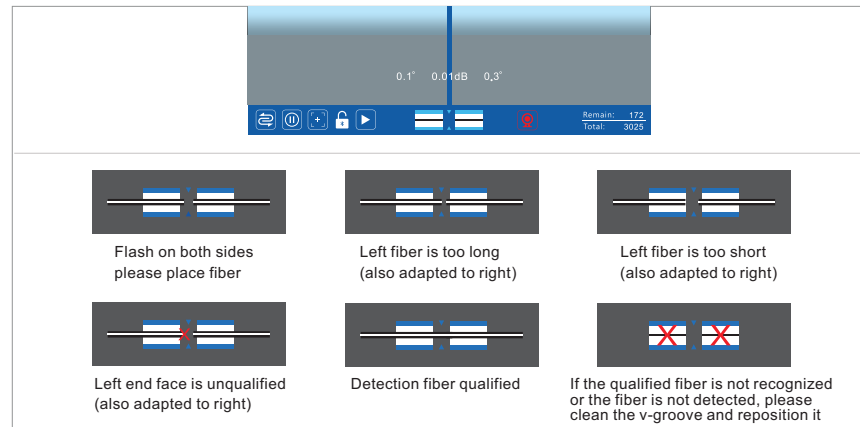 0.1° 0.01dB 0.3°
Remain: 172
Total: 3025
Flash on both sides
please place fiber
Left fiber is too long
(also adapted to right)
Left fiber is too short
(also adapted to right)
Left end face is unqualified
(also adapted to right)
Detection fiber qualified
If the qualified fiber is not recognized
or the fiber is not detected, please
clean the v-groove and reposition it